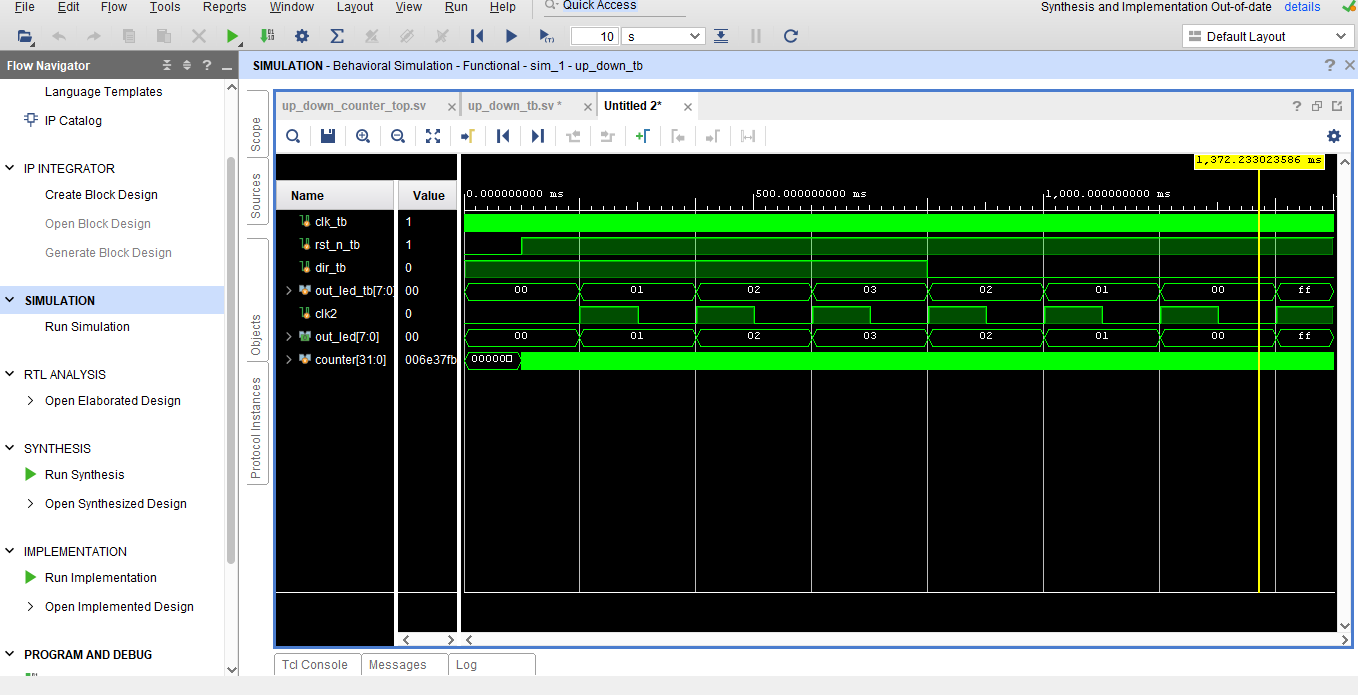 File Edit Flow Tools Reports Window Layout View Run Help Quick Access Synthesis and Implementation Out-of-date details
10 s Default Layout
Flow Navigator ?
SIMULATION - Behavioral Simulation - Functional - sim_1 - up_down_tb ?
Language Templates
IP Catalog
IP INTEGRATOR
Create Block Design
Open Block Design
Generate Block Design
SIMULATION
Run Simulation
RTL ANALYSIS
Open Elaborated Design
SYNTHESIS
Run Synthesis
Open Synthesized Design
IMPLEMENTATION
Run Implementation
Open Implemented Design
PROGRAM AND DEBUG
Scope
Sources
Objects
Protocol Instances
up_down_counter_top.sv up_down_tb.sv * Untitled 2* ?
1,372.233023586 ms
Name Value 0.000000000 ms 500.000000000 ms 1,000.000000000 ms
clk_tb 1
rst_n_tb 1
dir_tb 0
out_led_tb[7:0] 00 00 01 02 03 02 01 00 ff
clk2 0
out_led[7:0] 00 00 01 02 03 02 01 00 ff
counter[31:0] 006e37fb 00000□
Tcl Console Messages Log